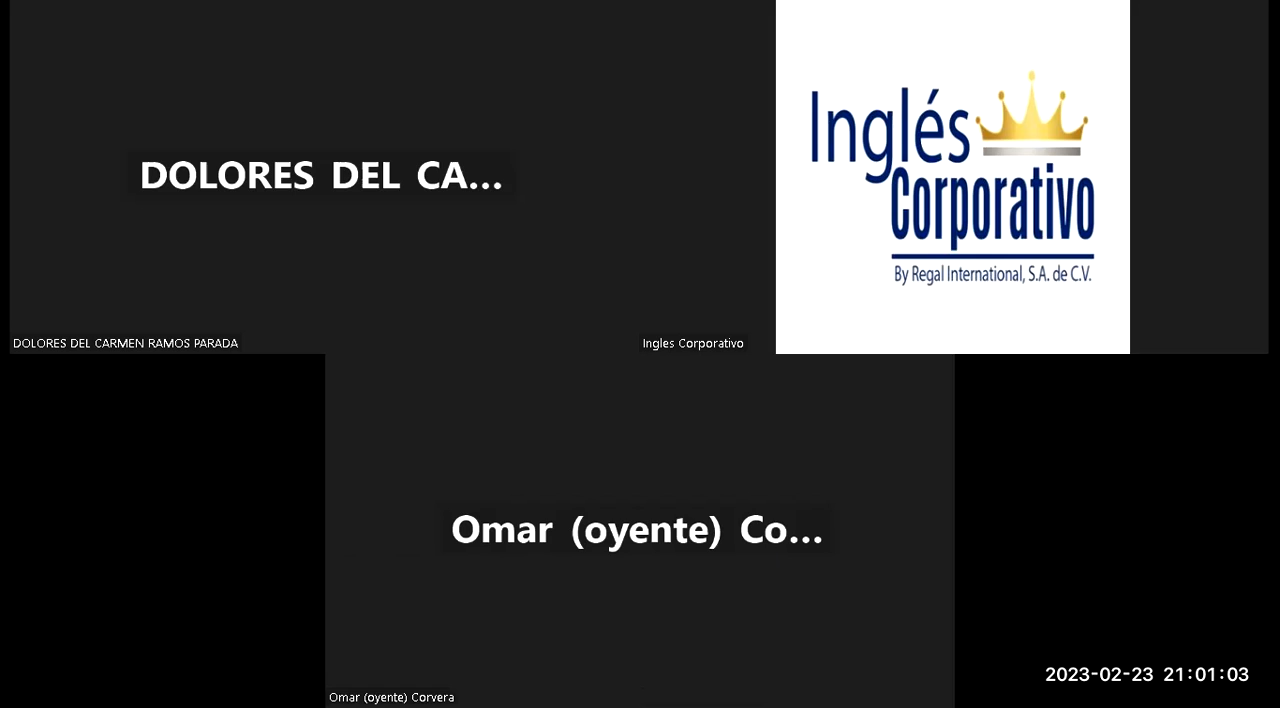 DOLORES DEL CA...
Inglés
Corporativo
By Regal International, S.A. de C.V.
DOLORES DEL CARMEN RAMOS PARADA
Ingles Corporativo
Omar (oyente) Co...
2023-02-23 21:01:03
Omar (oyente) Corvera